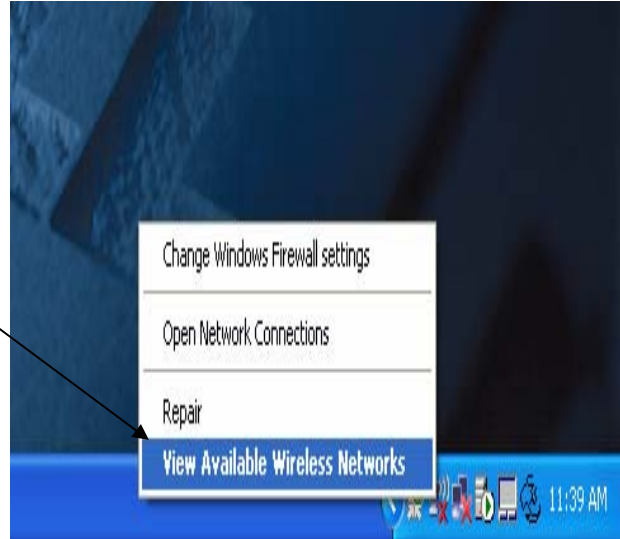 Change Windows Firewall settings
Open Network Connections
Repair
View Available Wireless Networks
11:39 AM